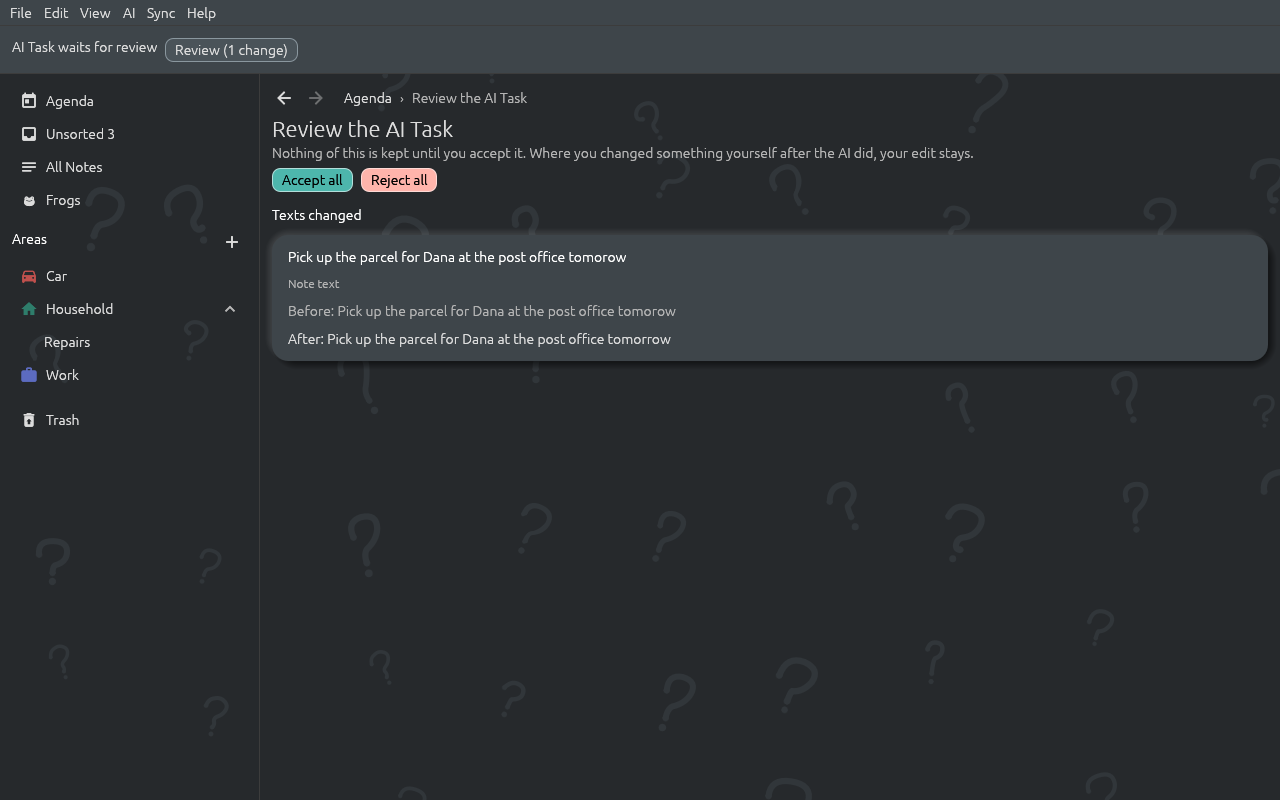 File Edit View AI Sync Help
AI Task waits for review Review (1 change)
Agenda
Unsorted 3
All Notes
Frogs
Areas
Car
Household
Repairs
Work
Trash
Agenda › Review the AI Task
Review the AI Task
Nothing of this is kept until you accept it. Where you changed something yourself after the AI did, your edit stays.
Accept all Reject all
Texts changed
Pick up the parcel for Dana at the post office tomorow
Note text
Before: Pick up the parcel for Dana at the post office tomorow
After: Pick up the parcel for Dana at the post office tomorrow